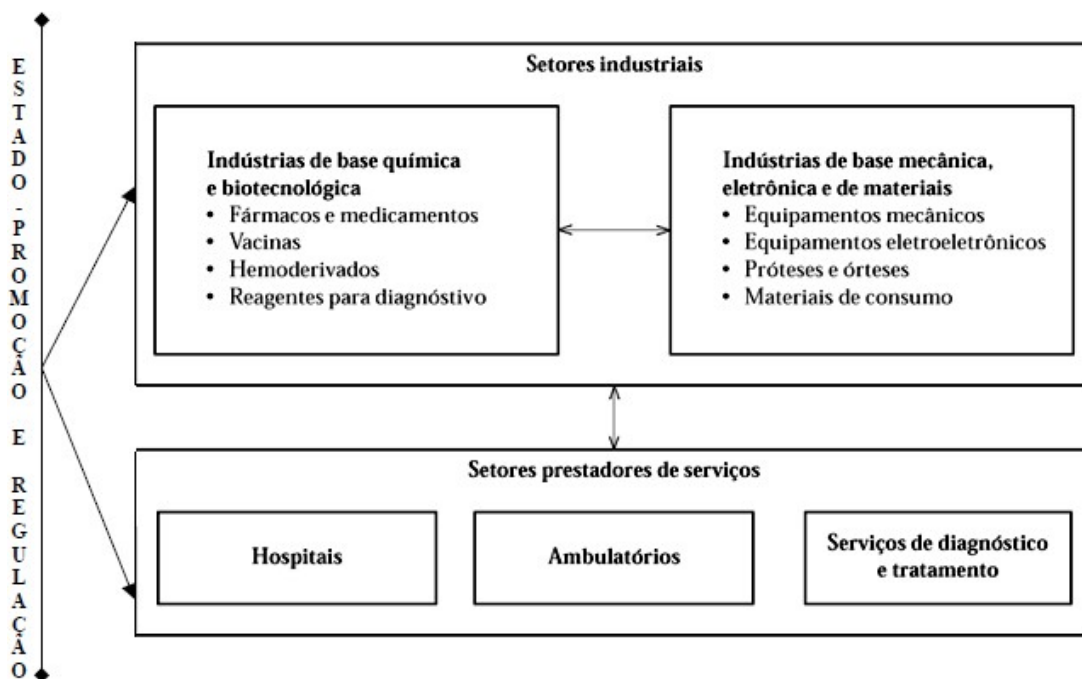 ESTADO-PROMOÇÃO E REGULAÇÃO
Setores industriais
Indústrias de base química
e biotecnológica
• Fármacos e medicamentos
• Vacinas
• Hemoderivados
• Reagentes para diagnóstivo
Indústrias de base mecânica,
eletrônica e de materiais
• Equipamentos mecânicos
• Equipamentos eletroeletrônicos
• Próteses e órteses
• Materiais de consumo
Setores prestadores de serviços
Hospitais
Ambulatórios
Serviços de diagnóstico
e tratamento